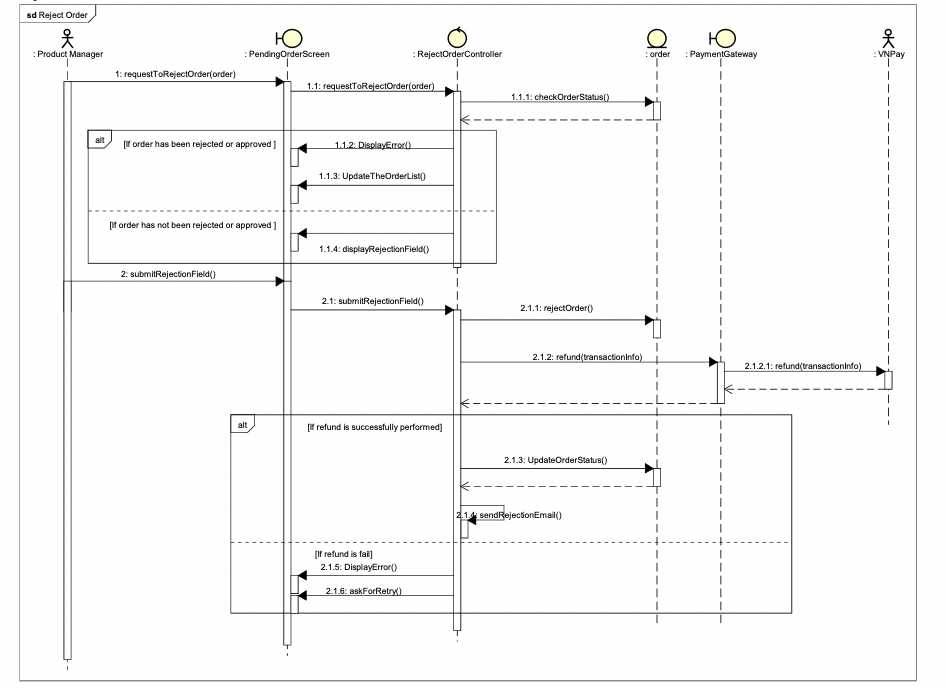 sd Reject Order
: Product Manager
: PendingOrderScreen
: RejectOrderController
: order
: PaymentGateway
: VNPay
1: requestToRejectOrder(order)
1.1: requestToRejectOrder(order)
1.1.1: checkOrderStatus()
alt
[If order has been rejected or approved ]
1.1.2: DisplayError()
1.1.3: UpdateTheOrderList()
[If order has not been rejected or approved ]
1.1.4: displayRejectionField()
2: submitRejectionField()
2.1: submitRejectionField()
2.1.1: rejectOrder()
2.1.2: refund(transactionInfo)
2.1.2.1: refund(transactionInfo)
alt
[If refund is successfully performed]
2.1.3: UpdateOrderStatus()
2.1.4: sendRejectionEmail()
[If refund is fail]
2.1.5: DisplayError()
2.1.6: askForRetry()